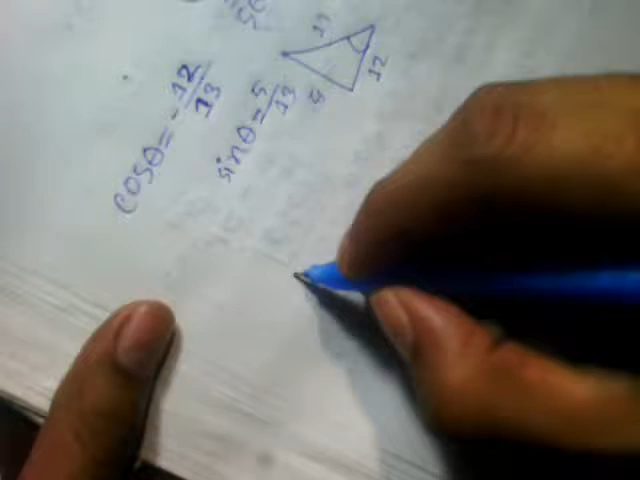 cosθ = -12/13
sinθ = 5/13
13
12
5